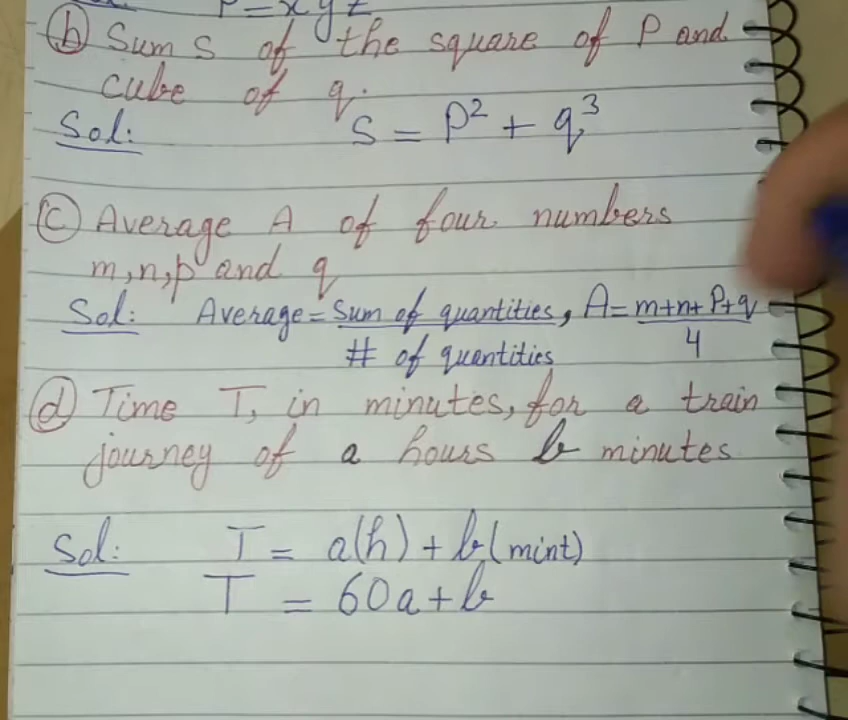 P=xyz
(b) Sum S of the square of P and
cube of q.
Sol: S = P² + q³
(c) Average A of four numbers
m,n,p and q
Sol: Average = Sum of quantities, A = m+n+P+q
# of quantities 4
(d) Time T, in minutes, for a train
journey of a hours b minutes
Sol: T = a(h) + b(mint)
T = 60a+b